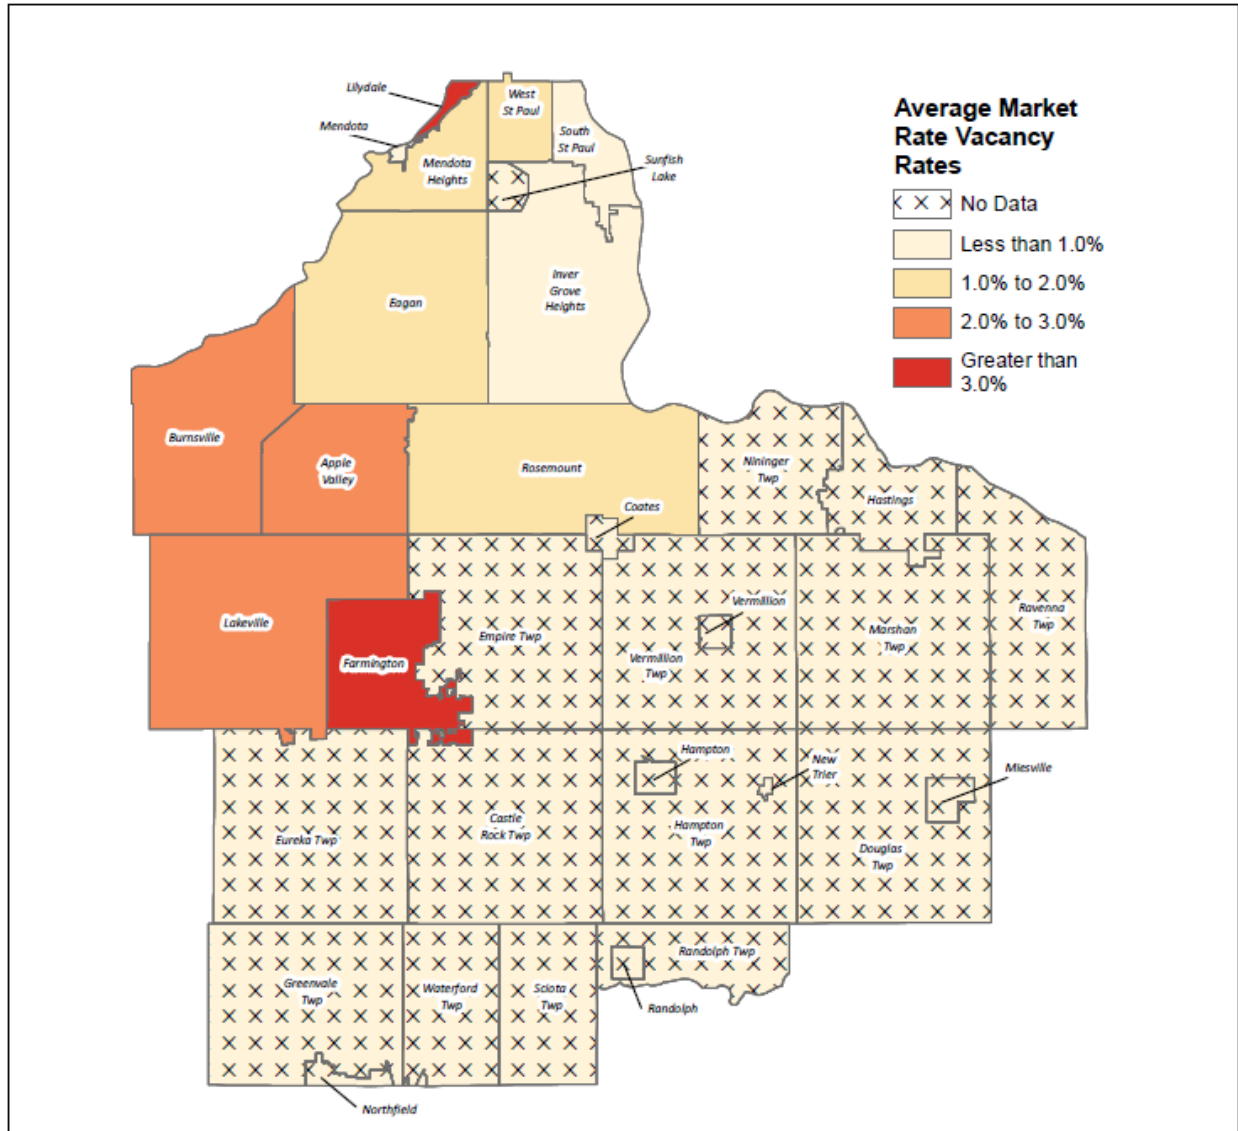 Lilydale
Mendota
West
St Paul
South
St Paul
Sunfish
Lake
Mendota
Heights
Inver
Grove
Heights
Eagan
Burnsville
Apple
Valley
Rosemount
Nininger
Twp
Hastings
Coates
Lakeville
Farmington
Empire Twp
Vermillion
Vermillion
Twp
Marshan
Twp
Ravenna
Twp
Hampton
New
Trier
Miesville
Eureka Twp
Castle
Rock Twp
Hampton
Twp
Douglas
Twp
Greenvale
Twp
Waterford
Twp
Sciota
Twp
Randolph Twp
Randolph
Northfield
Average Market
Rate Vacancy
Rates
No Data
Less than 1.0%
1.0% to 2.0%
2.0% to 3.0%
Greater than
3.0%